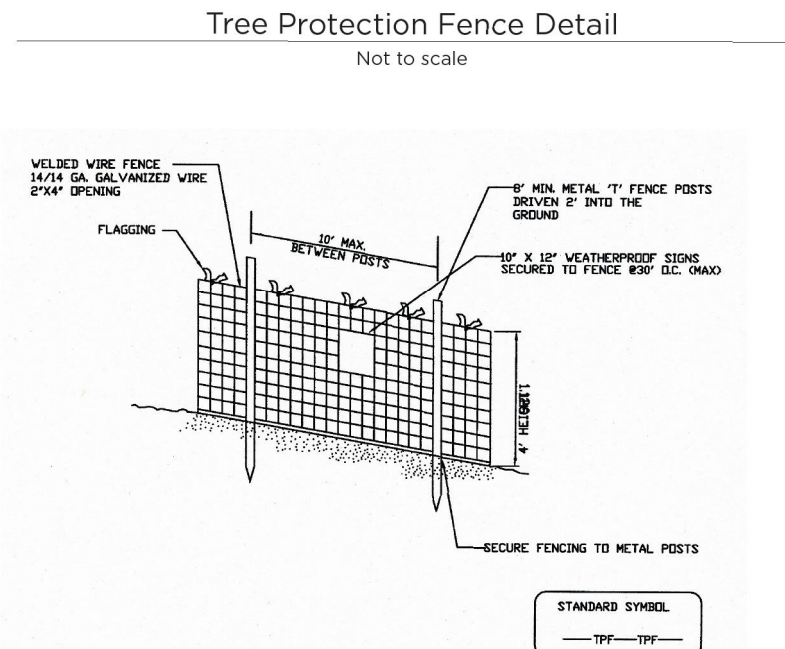 Tree Protection Fence Detail
Not to scale
WELDED WIRE FENCE
14/14 GA. GALVANIZED WIRE
2"X4" OPENING
FLAGGING
10' MAX.
BETWEEN POSTS
8' MIN. METAL 'T' FENCE POSTS
DRIVEN 2' INTO THE
GROUND
10" X 12" WEATHERPROOF SIGNS
SECURED TO FENCE @30' O.C. (MAX)
4' HEIGHT
SECURE FENCING TO METAL POSTS
STANDARD SYMBOL
TPF TPF